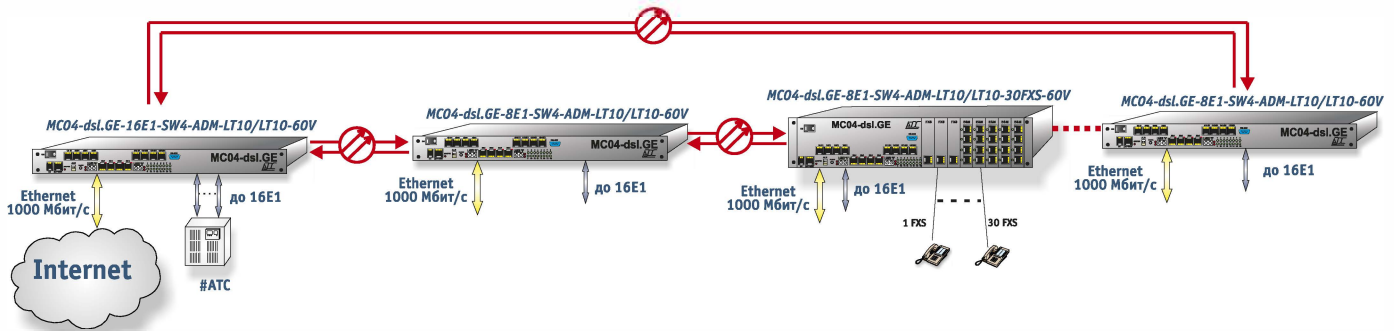 MC04-dsl.GE-16E1-SW4-ADM-LT10/LT10-60V
MC04-dsl.GE-8E1-SW4-ADM-LT10/LT10-60V
MC04-dsl.GE-8E1-SW4-ADM-LT10/LT10-30FXS-60V
MC04-dsl.GE-8E1-SW4-ADM-LT10/LT10-60V
MC04-dsl.GE
MC04-dsl.GE
MC04-dsl.GE
MC04-dsl.GE
Ethernet
1000 Мбит/с
до 16E1
Ethernet
1000 Мбит/с
до 16E1
Ethernet
1000 Мбит/с
до 16E1
Ethernet
1000 Мбит/с
до 16E1
1 FXS
30 FXS
Internet
#ATC